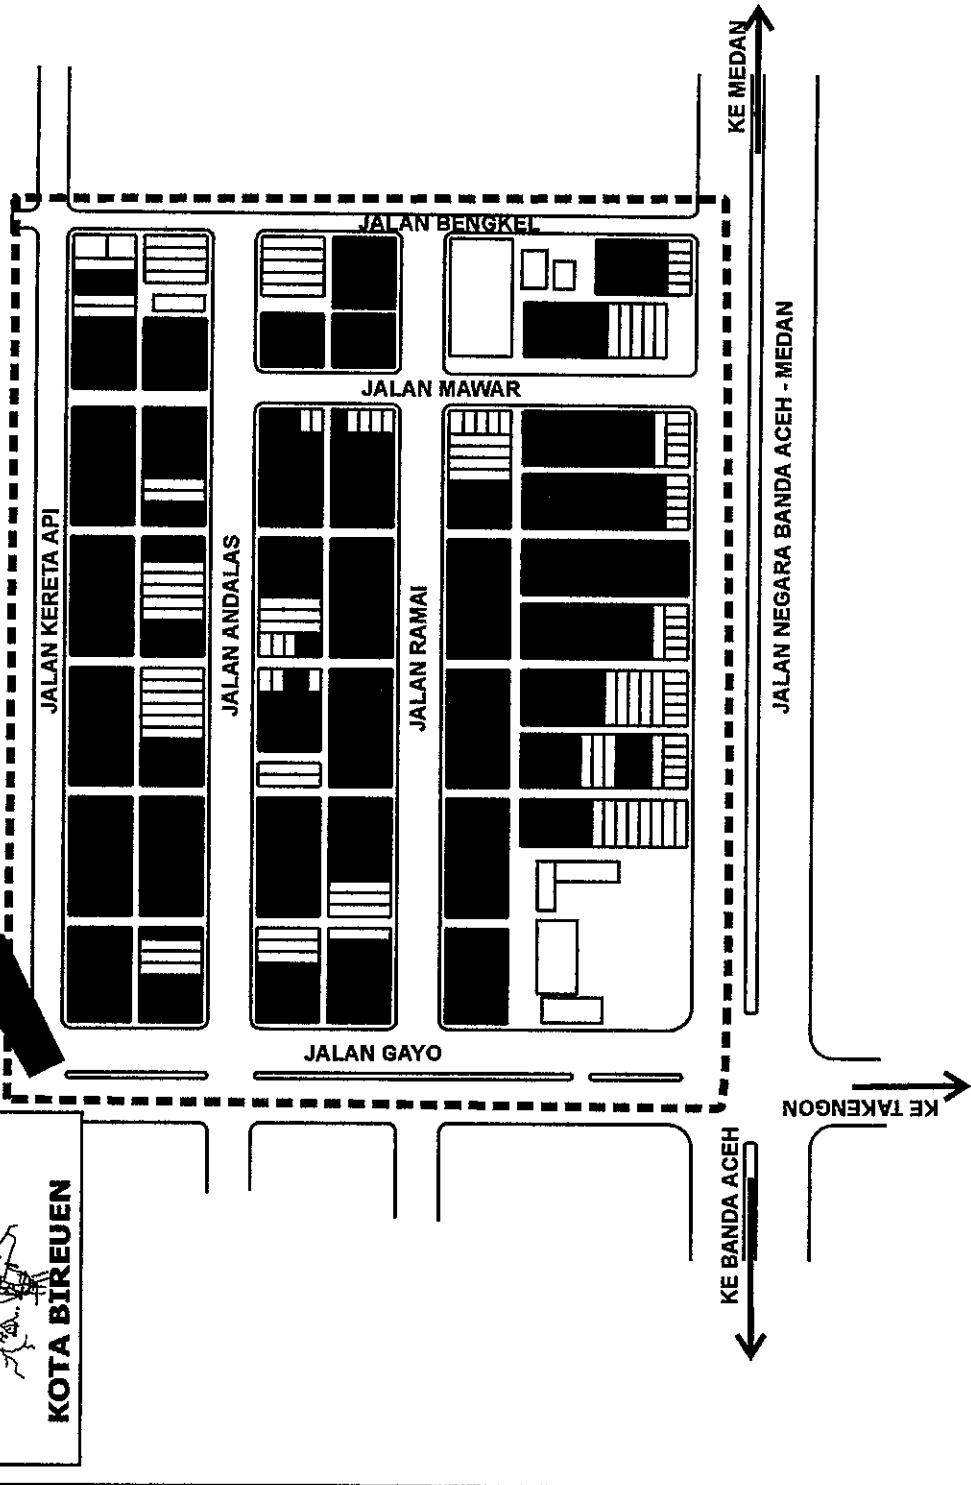 KE MEDAN
JALAN BENGKEL
JALAN MAWAR
JALAN KERETA API
JALAN ANDALAS
JALAN RAMAI
JALAN NEGARA BANDA ACEH - MEDAN
JALAN GAYO
KE TAKENGON
KE BANDA ACEH
KOTA BIREUEN